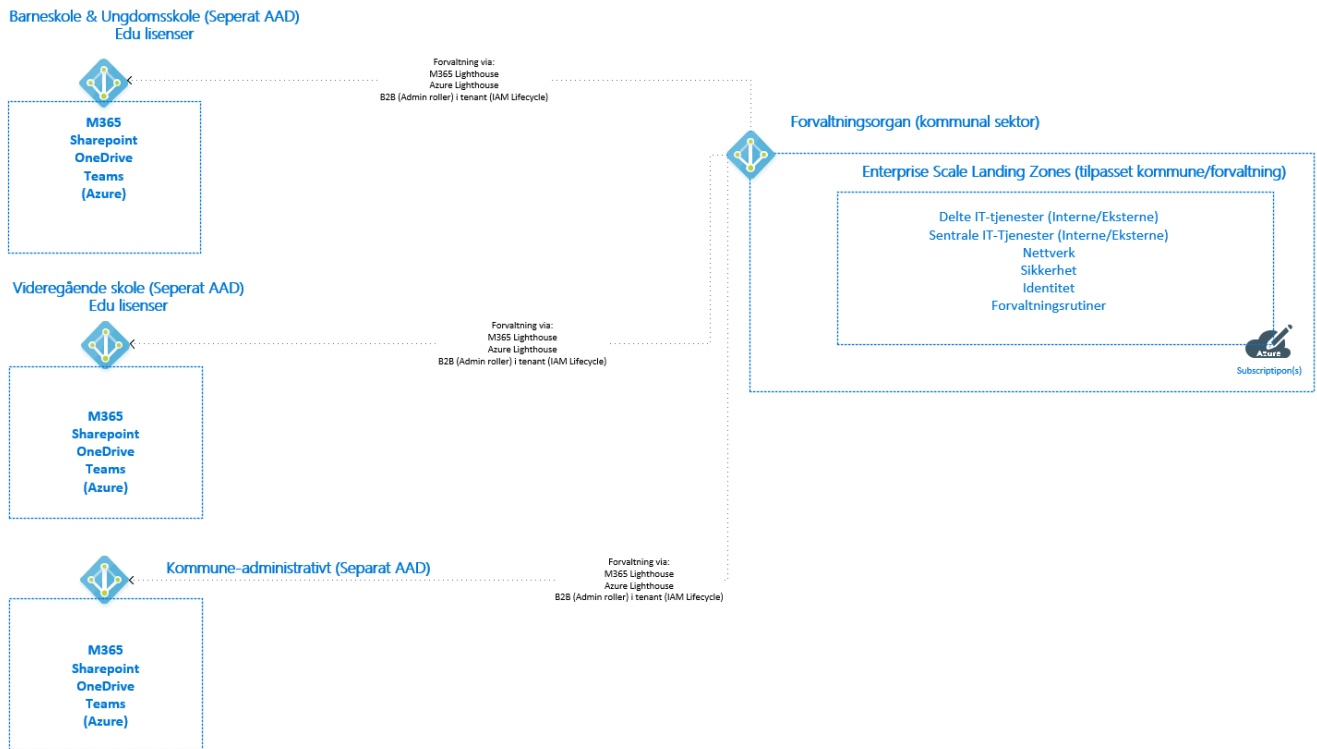 Barneskole & Ungdomsskole (Seperat AAD)
Edu lisenser
M365
Sharepoint
OneDrive
Teams
(Azure)
Forvaltning via:
M365 Lighthouse
Azure Lighthouse
B2B (Admin roller) i tenant (IAM Lifecycle)
Forvaltningsorgan (kommunal sektor)
Enterprise Scale Landing Zones (tilpasset kommune/forvaltning)
Delte IT-tjenester (Interne/Eksterne)
Sentrale IT-Tjenester (Interne/Eksterne)
Nettverk
Sikkerhet
Identitet
Forvaltningsrutiner
Azure
Subscriptipon(s)
Videregående skole (Seperat AAD)
Edu lisenser
M365
Sharepoint
OneDrive
Teams
(Azure)
Forvaltning via:
M365 Lighthouse
Azure Lighthouse
B2B (Admin roller) i tenant (IAM Lifecycle)
Kommune-administrativt (Separat AAD)
M365
Sharepoint
OneDrive
Teams
(Azure)
Forvaltning via:
M365 Lighthouse
Azure Lighthouse
B2B (Admin roller) i tenant (IAM Lifecycle)